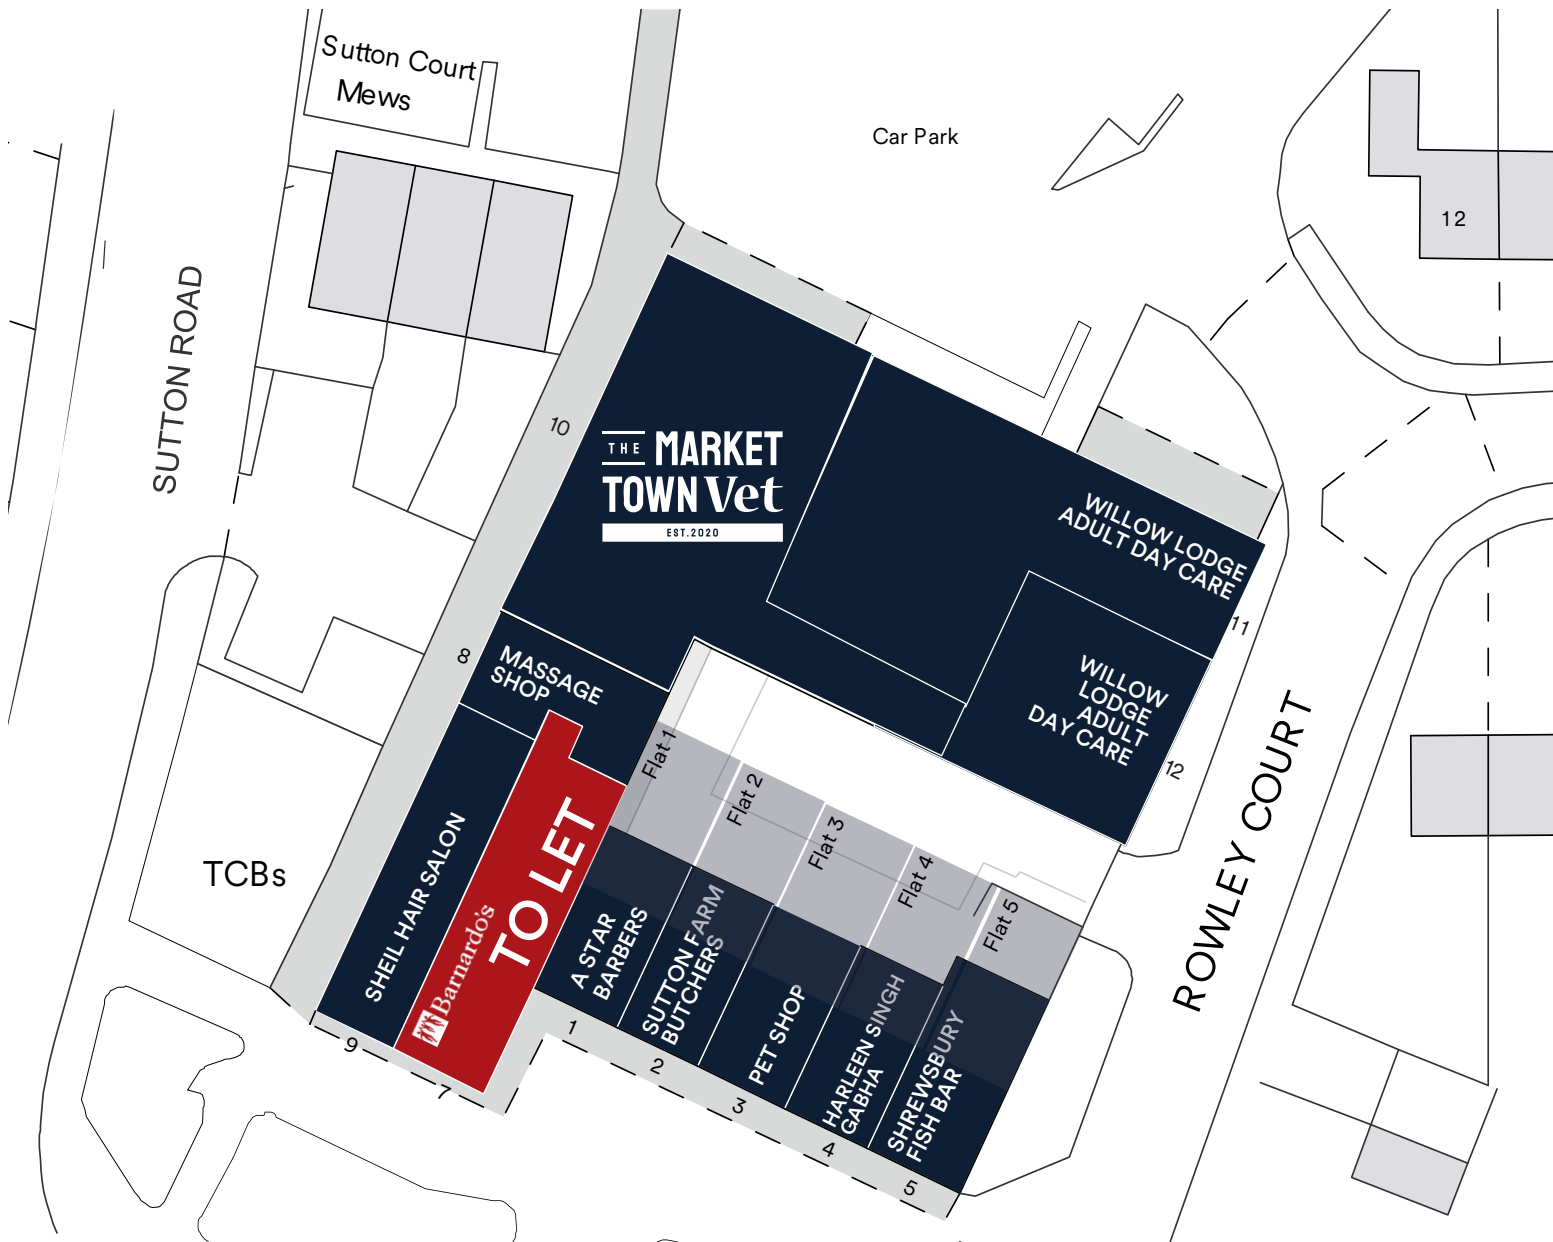 Sutton Court
Mews
Car Park
12
SUTTON ROAD
10
THE MARKET
TOWN Vet
EST.2020
WILLOW LODGE
ADULT DAY CARE
11
8
MASSAGE
SHOP
WILLOW
LODGE
ADULT
DAY CARE
12
ROWLEY COURT
Flat 1
Flat 2
Flat 3
Flat 4
Flat 5
TCBs
SHEIL HAIR SALON
Barnardo's
TO LET
A STAR
BARBERS
SUTTON FARM
BUTCHERS
PET SHOP
HARLEEN SINGH
GABHA
SHREWSBURY
FISH BAR
9
7
1
2
3
4
5